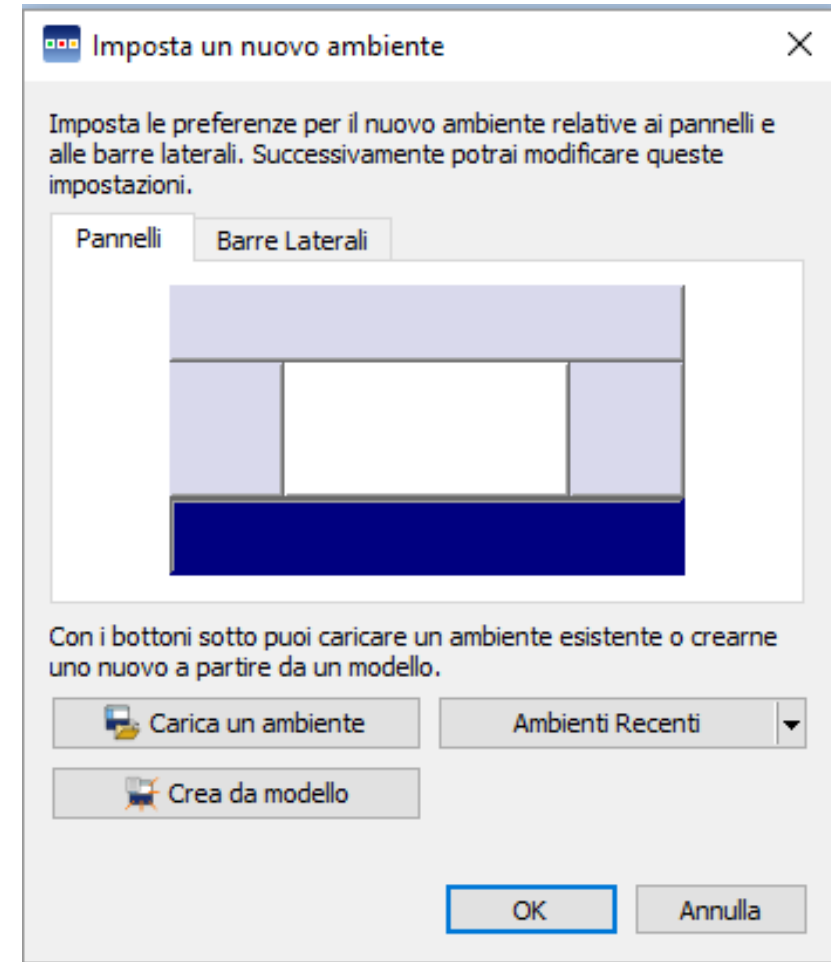 Imposta un nuovo ambiente
Imposta le preferenze per il nuovo ambiente relative ai pannelli e
alle barre laterali. Successivamente potrai modificare queste
impostazioni.
Pannelli Barre Laterali
Con i bottoni sotto puoi caricare un ambiente esistente o crearne
uno nuovo a partire da un modello.
Carica un ambiente Ambienti Recenti
Crea da modello
OK Annulla